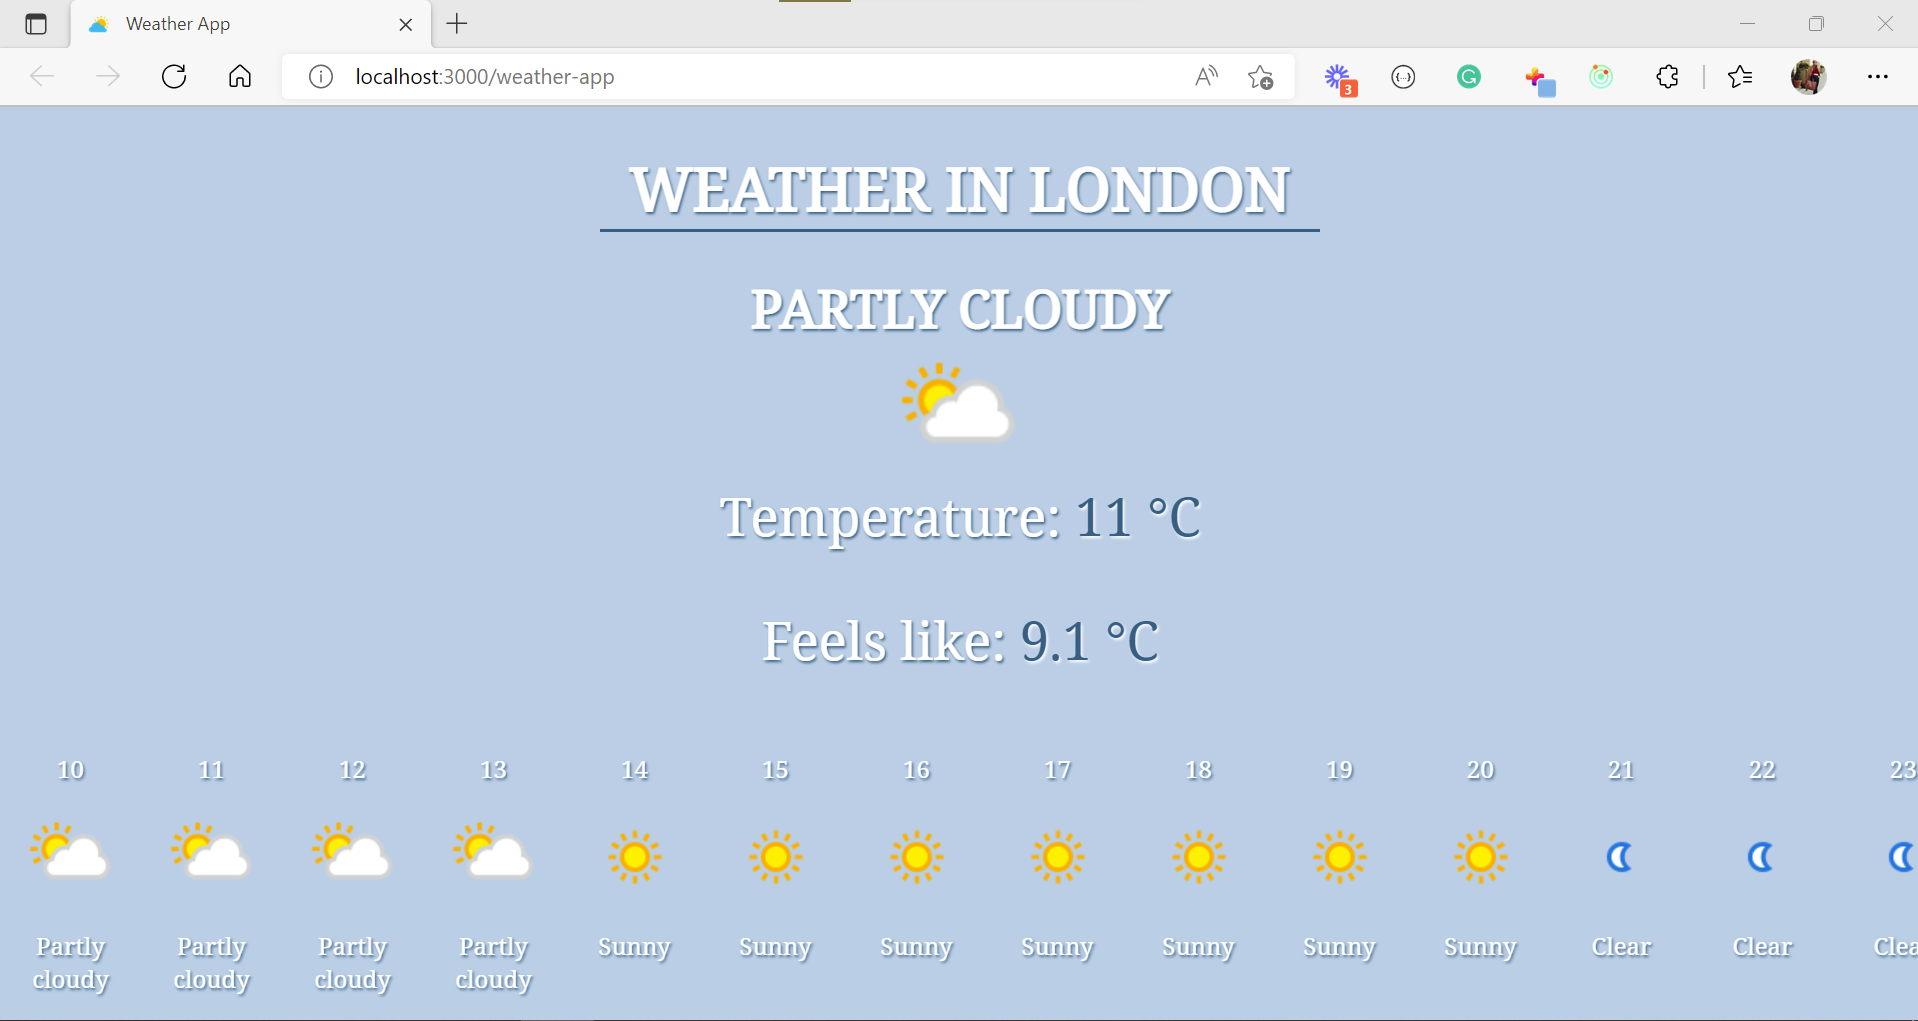 Weather App
localhost:3000/weather-app
3
WEATHER IN LONDON
PARTLY CLOUDY
Temperature: 11 °C
Feels like: 9.1 °C
10 11 12 13 14 15 16 17 18 19 20 21 22 23
Partly Partly Partly Partly Sunny Sunny Sunny Sunny Sunny Sunny Sunny Clear Clear Clea
cloudy cloudy cloudy cloudy